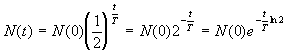 N(t) = N(0)(1/2)^(t/T) = N(0)2^(-t/T) = N(0)e^(-(t/T) ln 2)